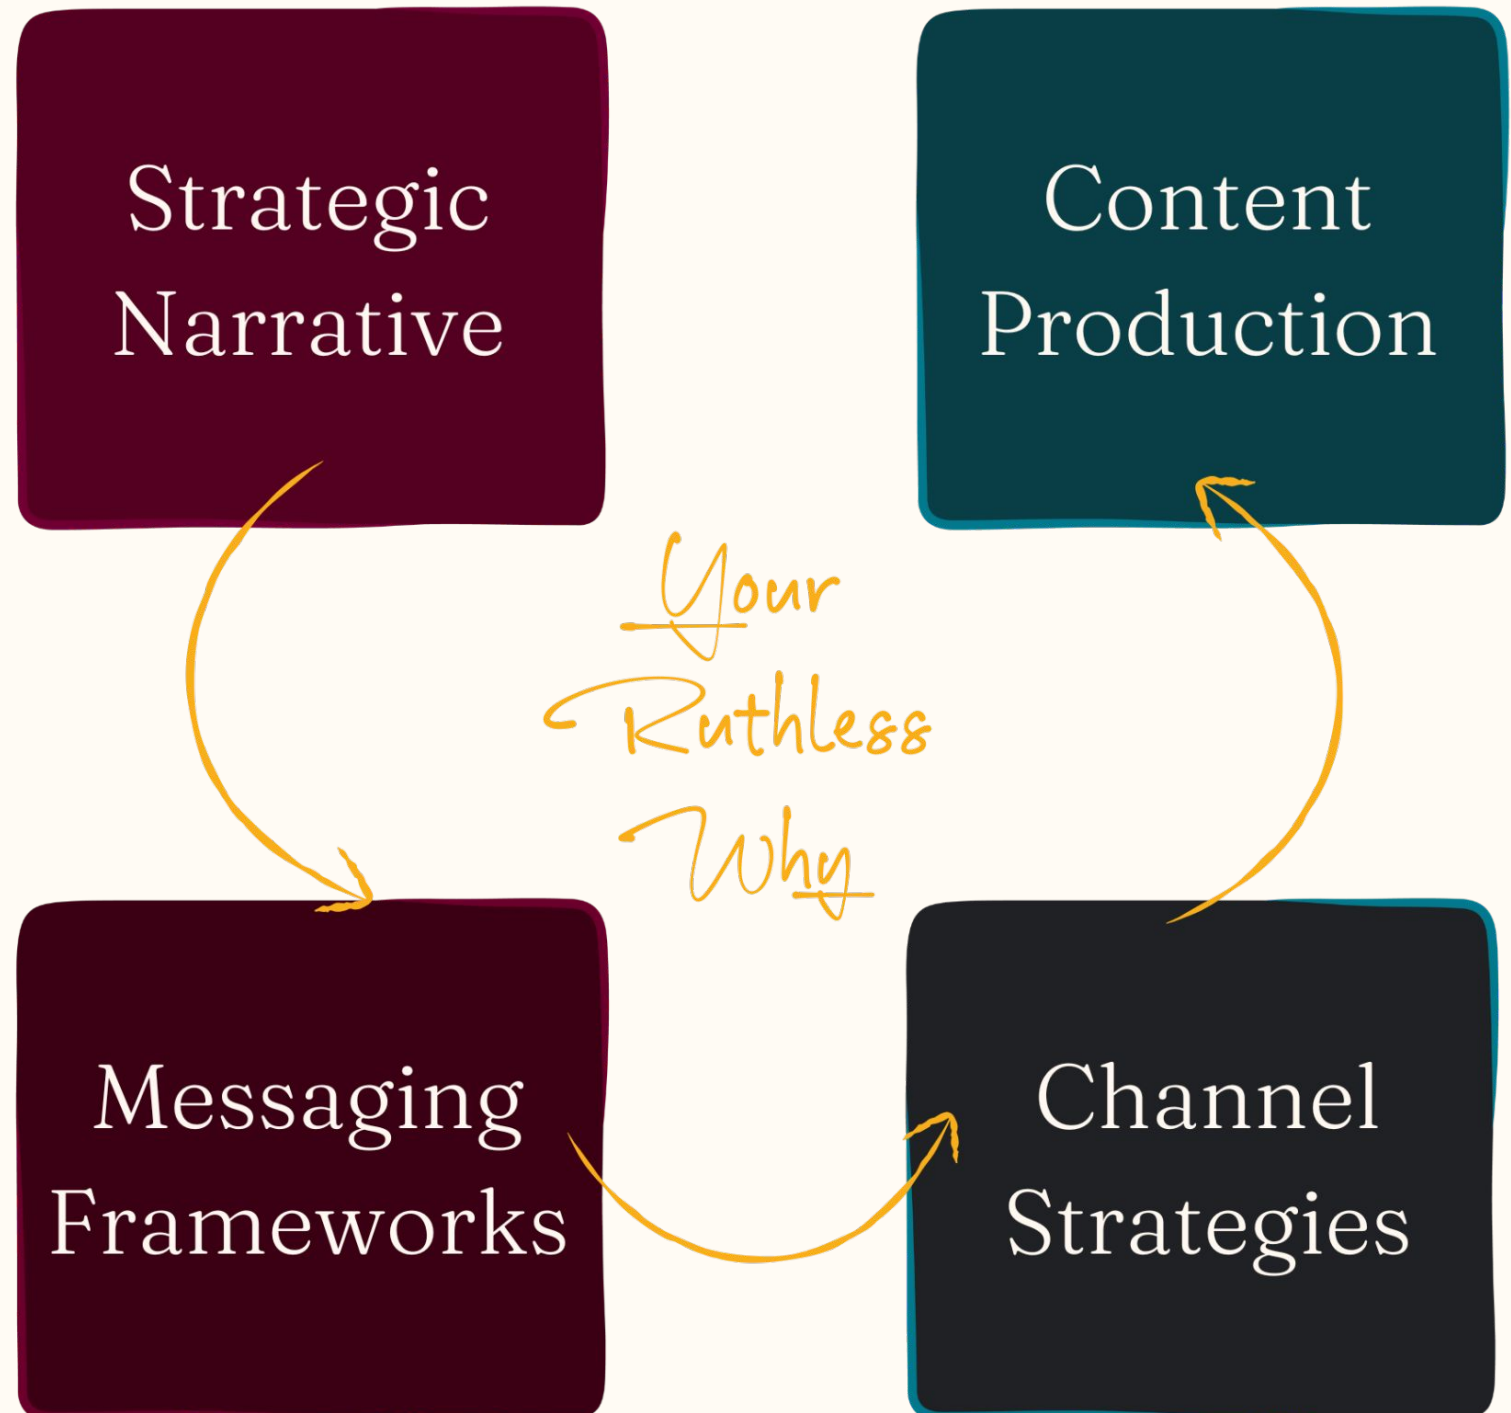 Strategic
Narrative
Content
Production
Your
Ruthless
Why
Messaging
Frameworks
Channel
Strategies